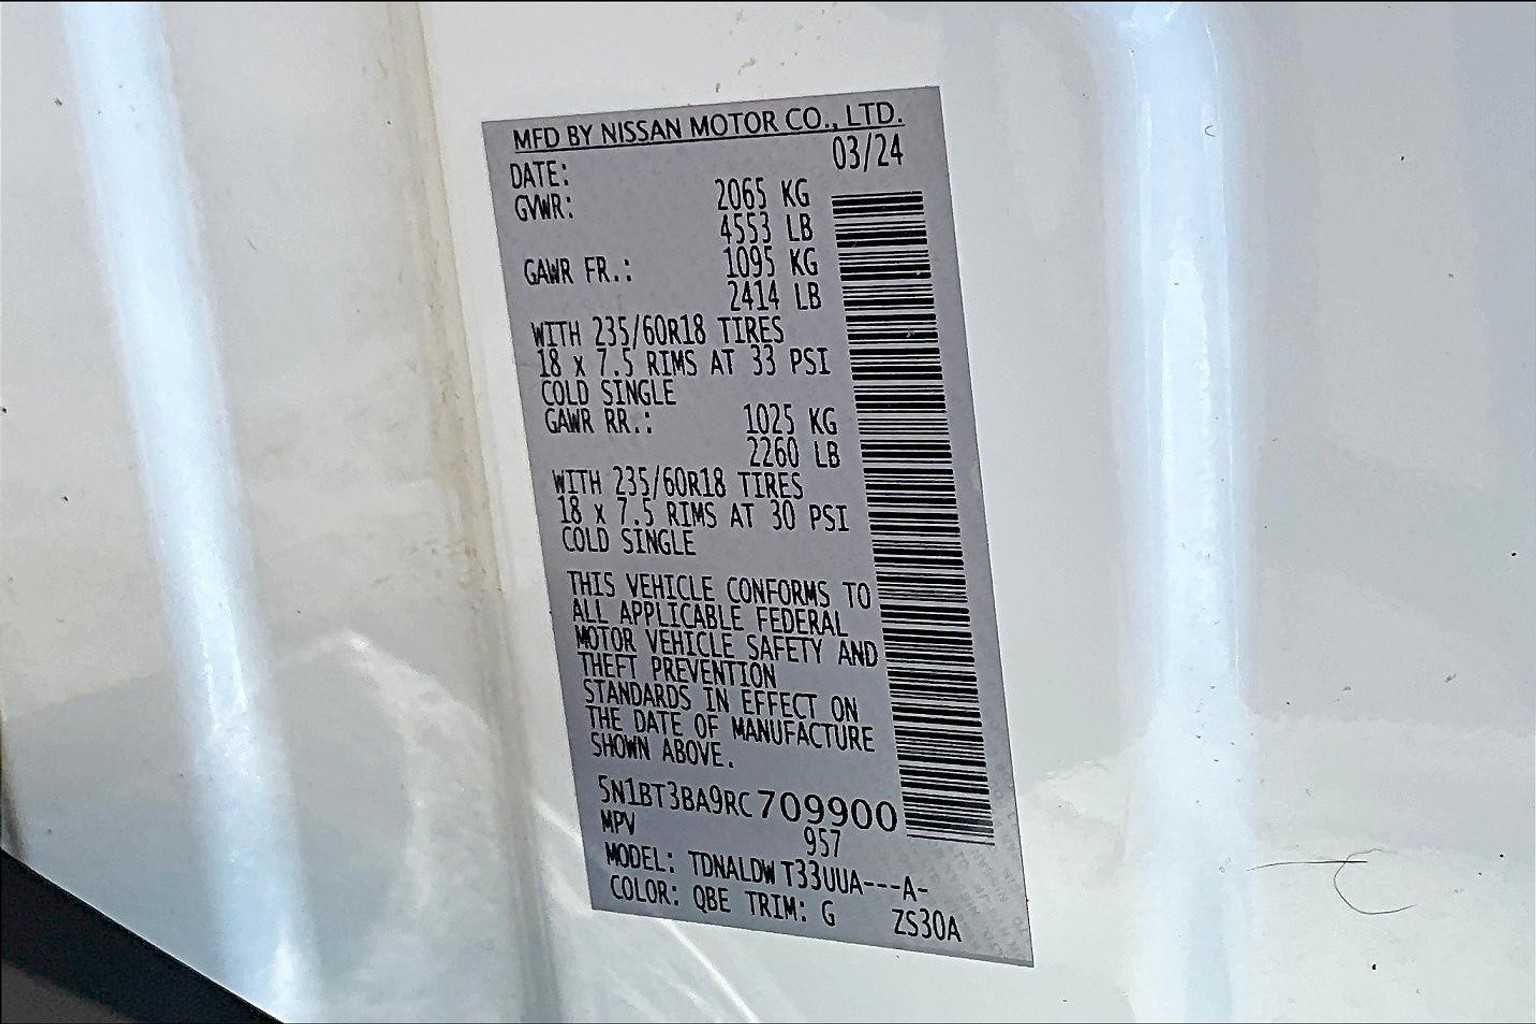 MFD BY NISSAN MOTOR CO., LTD.
DATE: 03/24
GVWR: 2065 KG
4553 LB
GAWR FR.: 1095 KG
2414 LB
WITH 235/60R18 TIRES
18 x 7.5 RIMS AT 33 PSI
COLD SINGLE
GAWR RR.: 1025 KG
2260 LB
WITH 235/60R18 TIRES
18 x 7.5 RIMS AT 30 PSI
COLD SINGLE
THIS VEHICLE CONFORMS TO
ALL APPLICABLE FEDERAL
MOTOR VEHICLE SAFETY AND
THEFT PREVENTION
STANDARDS IN EFFECT ON
THE DATE OF MANUFACTURE
SHOWN ABOVE.
5N1BT3BA9RC709900
MPV 957
MODEL: TDNALDW T33UUA---A-
COLOR: QBE TRIM: G ZS30A